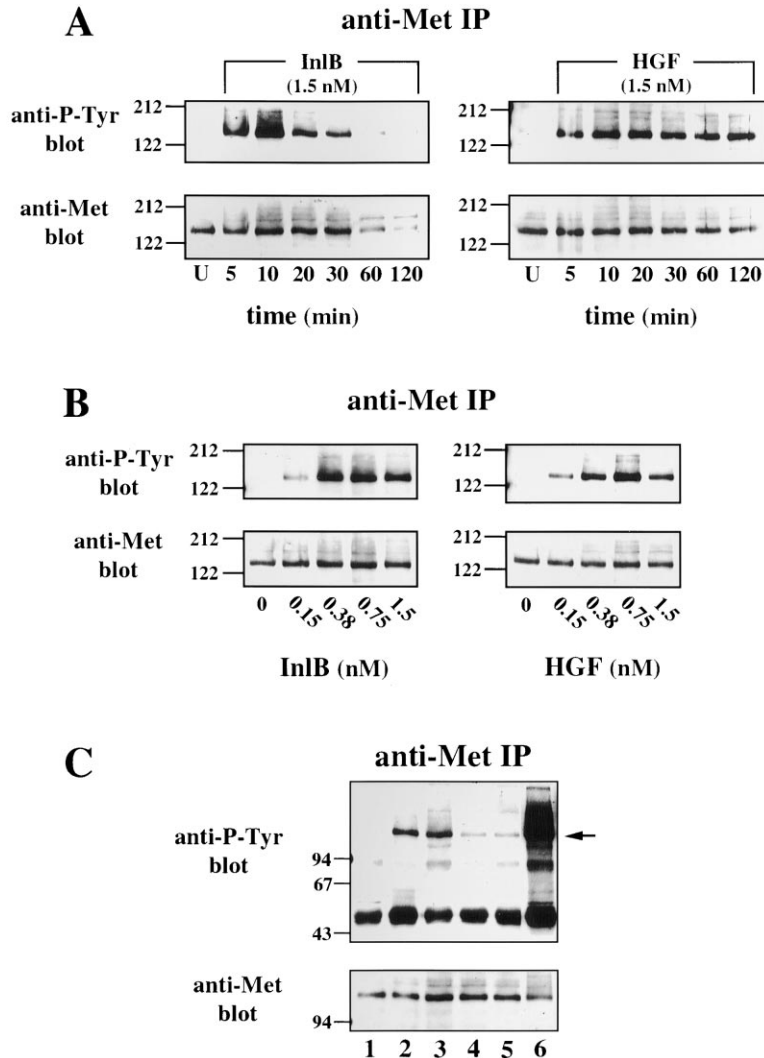 A
anti-Met IP
InlB
(1.5 nM)
HGF
(1.5 nM)
anti-P-Tyr
blot
212
122
212
122
anti-Met
blot
212
122
212
122
U 5 10 20 30 60 120
U 5 10 20 30 60 120
time (min)
time (min)
B
anti-Met IP
anti-P-Tyr
blot
212
122
212
122
anti-Met
blot
212
122
212
122
0 0.15 0.38 0.75 1.5
0 0.15 0.38 0.75 1.5
InlB (nM)
HGF (nM)
C
anti-Met IP
anti-P-Tyr
blot
94
67
43
anti-Met
blot
94
1 2 3 4 5 6